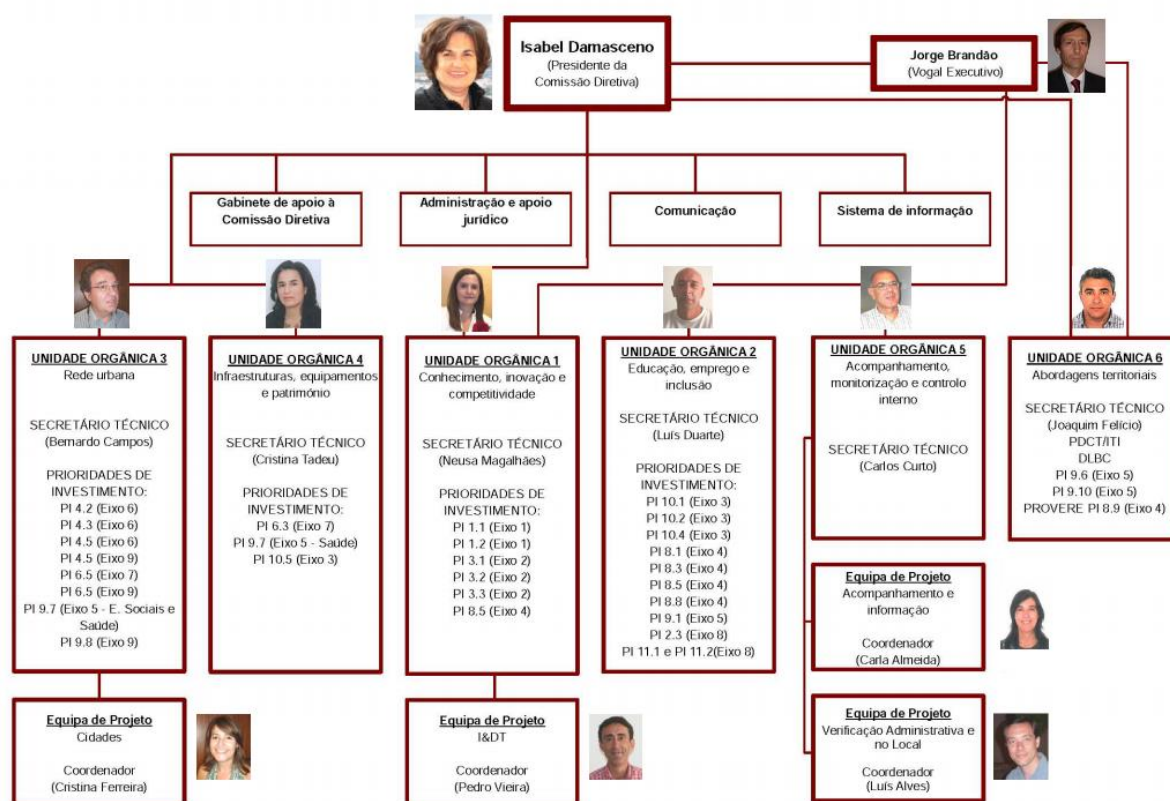 Isabel Damasceno
(Presidente da
Comissão Diretiva)
Jorge Brandão
(Vogal Executivo)
Gabinete de apoio à
Comissão Diretiva
Administração e apoio
jurídico
Comunicação
Sistema de informação
UNIDADE ORGÂNICA 3
Rede urbana
SECRETÁRIO TÉCNICO
(Bernardo Campos)
PRIORIDADES DE
INVESTIMENTO:
PI 4.2 (Eixo 6)
PI 4.3 (Eixo 6)
PI 4.5 (Eixo 6)
PI 4.5 (Eixo 9)
PI 6.5 (Eixo 7)
PI 6.5 (Eixo 9)
PI 9.7 (Eixo 5 - E. Sociais e
Saúde)
PI 9.8 (Eixo 9)
UNIDADE ORGÂNICA 4
Infraestruturas, equipamentos
e património
SECRETÁRIO TÉCNICO
(Cristina Tadeu)
PRIORIDADES DE
INVESTIMENTO:
PI 6.3 (Eixo 7)
PI 9.7 (Eixo 5 - Saúde)
PI 10.5 (Eixo 3)
UNIDADE ORGÂNICA 1
Conhecimento, inovação e
competitividade
SECRETÁRIO TÉCNICO
(Neusa Magalhães)
PRIORIDADES DE
INVESTIMENTO:
PI 1.1 (Eixo 1)
PI 1.2 (Eixo 1)
PI 3.1 (Eixo 2)
PI 3.2 (Eixo 2)
PI 3.3 (Eixo 2)
PI 8.5 (Eixo 4)
UNIDADE ORGÂNICA 2
Educação, emprego e
inclusão
SECRETÁRIO TÉCNICO
(Luís Duarte)
PRIORIDADES DE
INVESTIMENTO:
PI 10.1 (Eixo 3)
PI 10.2 (Eixo 3)
PI 10.4 (Eixo 3)
PI 8.1 (Eixo 4)
PI 8.3 (Eixo 4)
PI 8.5 (Eixo 4)
PI 8.8 (Eixo 4)
PI 9.1 (Eixo 5)
PI 2.3 (Eixo 8)
PI 11.1 e PI 11.2(Eixo 8)
UNIDADE ORGÂNICA 5
Acompanhamento,
monitorização e controlo
interno
SECRETÁRIO TÉCNICO
(Carlos Curto)
UNIDADE ORGÂNICA 6
Abordagens territoriais
SECRETÁRIO TÉCNICO
(Joaquim Felício)
PDCT/ITI
DLBC
PI 9.6 (Eixo 5)
PI 9.10 (Eixo 5)
PROVERE PI 8.9 (Eixo 4)
Equipa de Projeto
Acompanhamento e
informação
Coordenador
(Carla Almeida)
Equipa de Projeto
Cidades
Coordenador
(Cristina Ferreira)
Equipa de Projeto
I&DT
Coordenador
(Pedro Vieira)
Equipa de Projeto
Verificação Administrativa e
no Local
Coordenador
(Luís Alves)